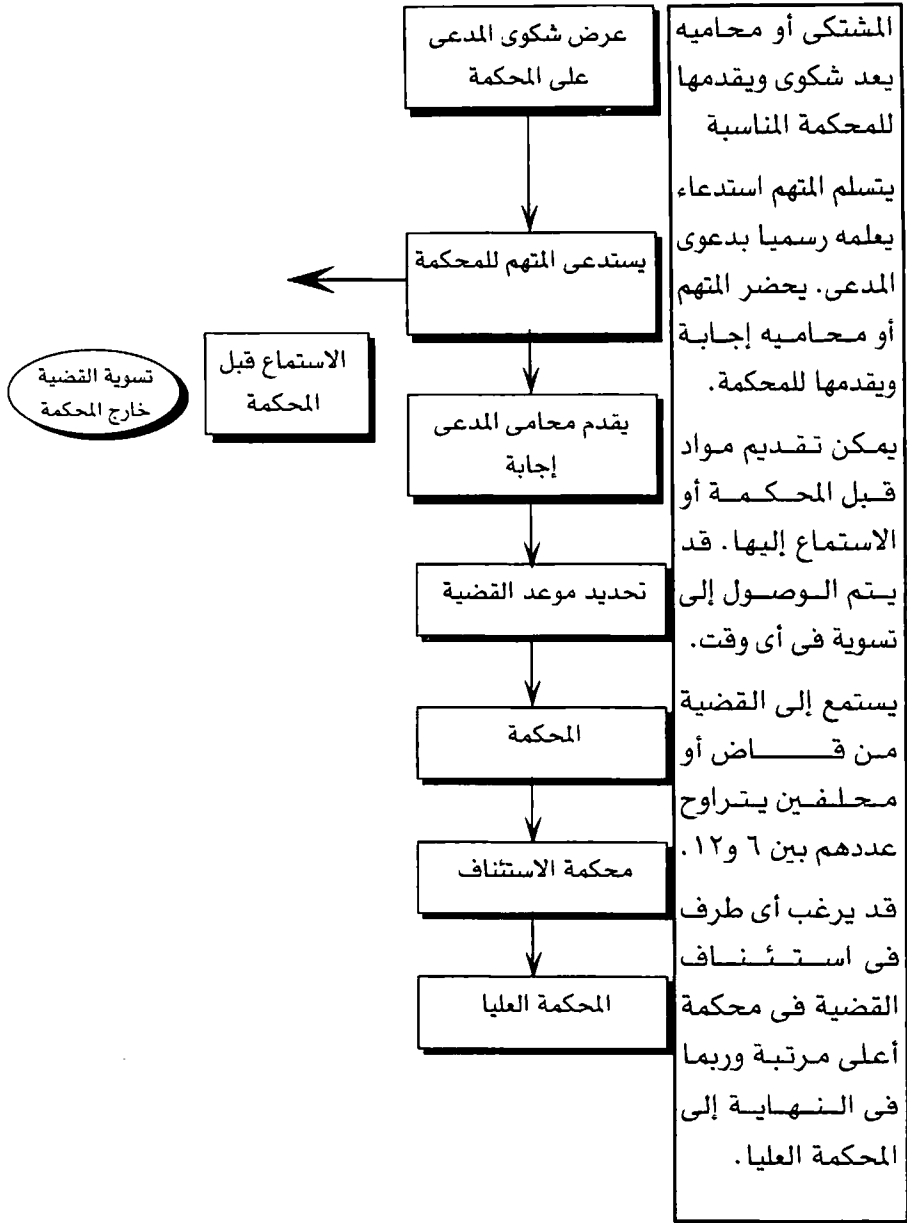 المشتكى أو محاميه
يعد شكوى ويقدمها
للمحكمة المناسبة
يتسلم المتهم استدعاء
يعلمه رسميا بدعوى
المدعى. يحضر المتهم
أو محاميه إجابة
ويقدمها للمحكمة.
يمكن تقديم مواد
قبل المحكمة أو
الاستماع إليها. قد
يتم الوصول إلى
تسوية فى أى وقت.
يستمع إلى القضية
من قاض أو
محلفين يتراوح
عددهم بين ٦ و١٢.
قد يرغب أى طرف
فى استئناف
القضية فى محكمة
أعلى مرتبة وربما
فى النهاية إلى
المحكمة العليا.
عرض شكوى المدعى
على المحكمة
يستدعى المتهم للمحكمة
يقدم محامى المدعى
إجابة
تحديد موعد القضية
المحكمة
محكمة الاستئناف
المحكمة العليا
الاستماع قبل
المحكمة
تسوية القضية
خارج المحكمة